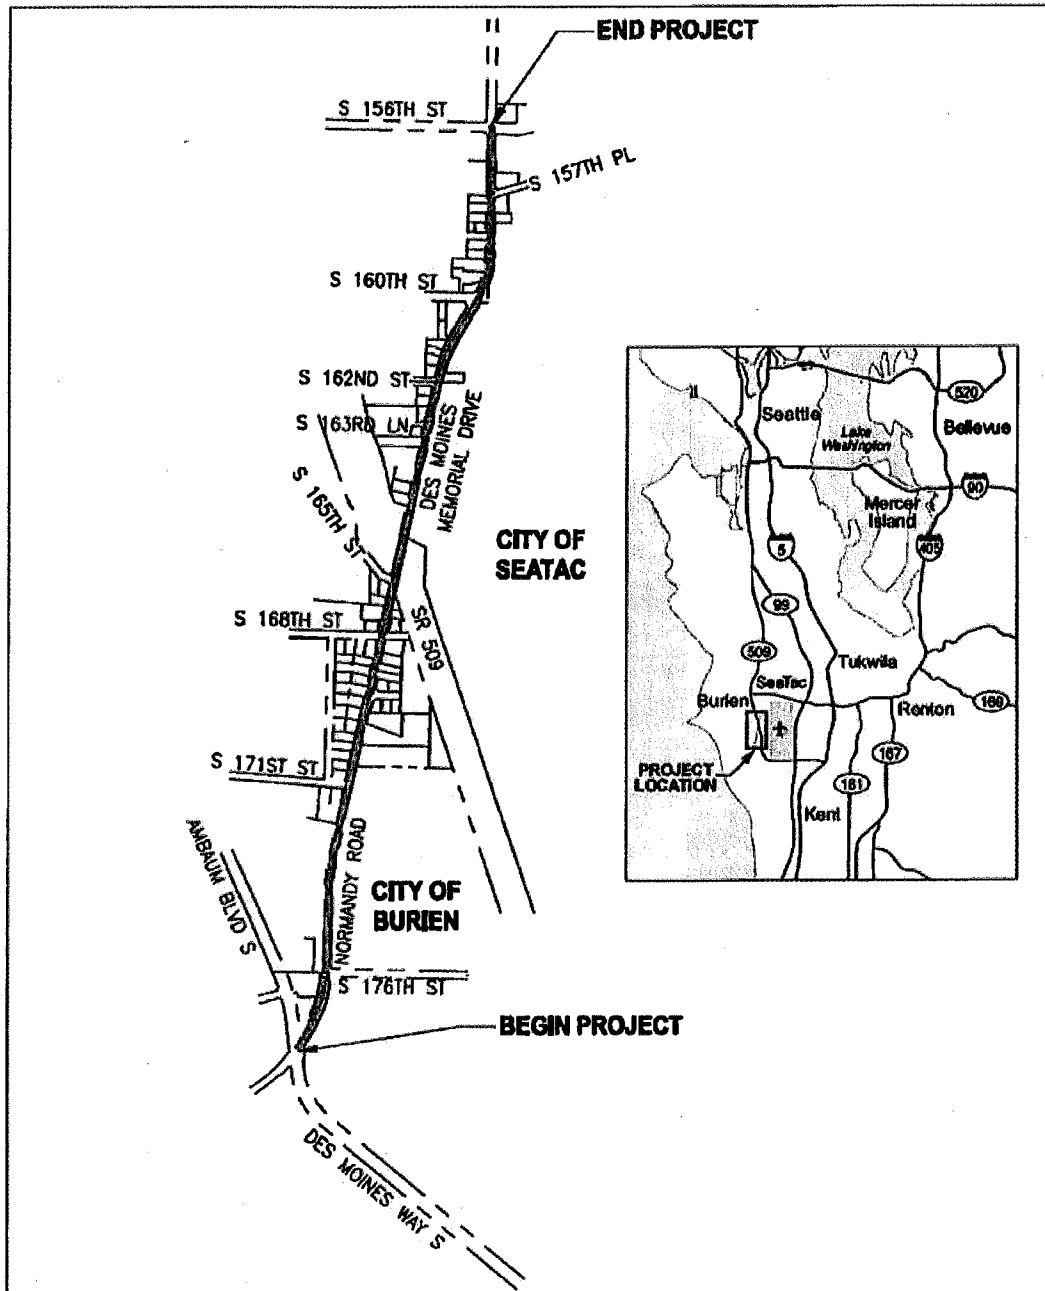 END PROJECT
S 156TH ST
S 157TH PL
S 160TH ST
S 162ND ST
S 163RD LN
DES MOINES
MEMORIAL DRIVE
S 165TH ST
CITY OF
SEATAC
S 168TH ST
SR 509
S 171ST ST
AMBAUM BLVD S
NORMANDY ROAD
CITY OF
BURIEN
S 176TH ST
BEGIN PROJECT
DES MOINES WAY S
520
Seattle
Bellevue
Lake
Washington
90
Mercer
Island
5
405
99
509
Tukwila
SeaTac
Burien
Renton
169
167
PROJECT
LOCATION
181
Kent